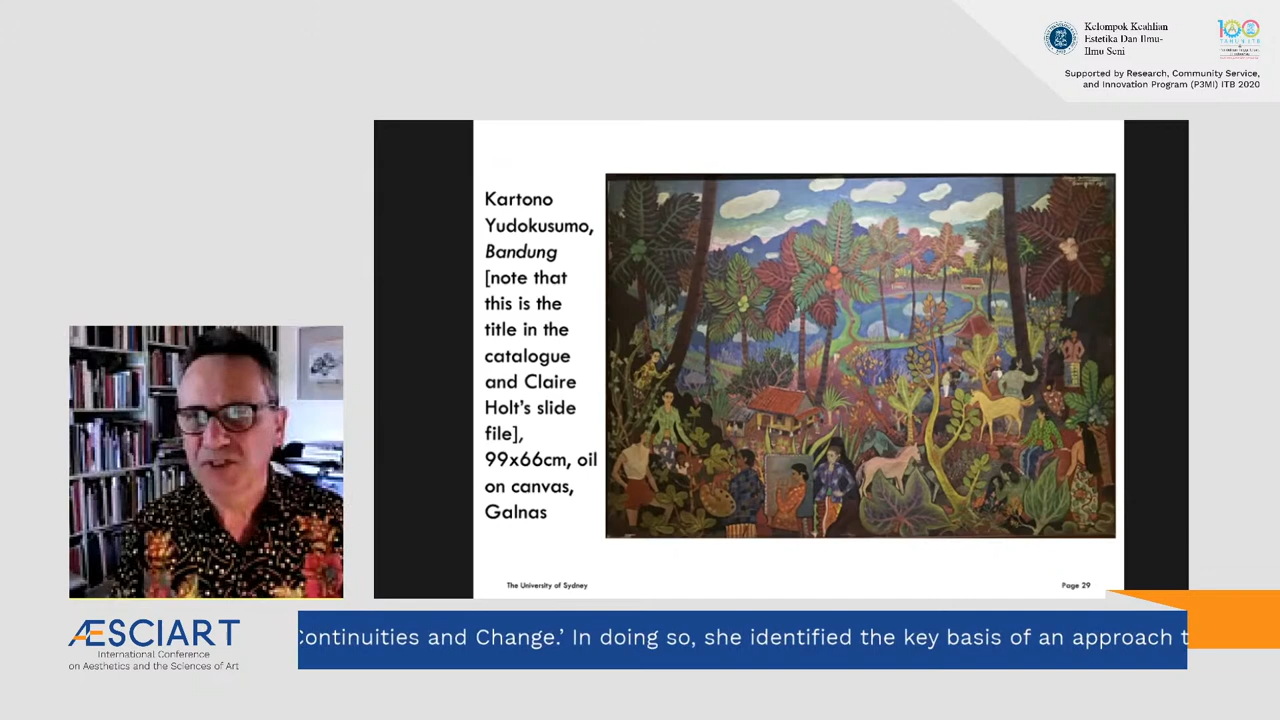 Kelompok Keahlian
Estetika Dan Ilmu-
Ilmu Seni
100
Supported by Research, Community Service,
and Innovation Program (P3MI) ITB 2020
Kartono
Yudokusumo,
Bandung
[note that
this is the
title in the
catalogue
and Claire
Holt's slide
file],
99x66cm, oil
on canvas,
Galnas
The University of Sydney
Page 29
ÆSCIART
International Conference
on Aesthetics and the Sciences of Art
Continuities and Change.' In doing so, she identified the key basis of an approach t